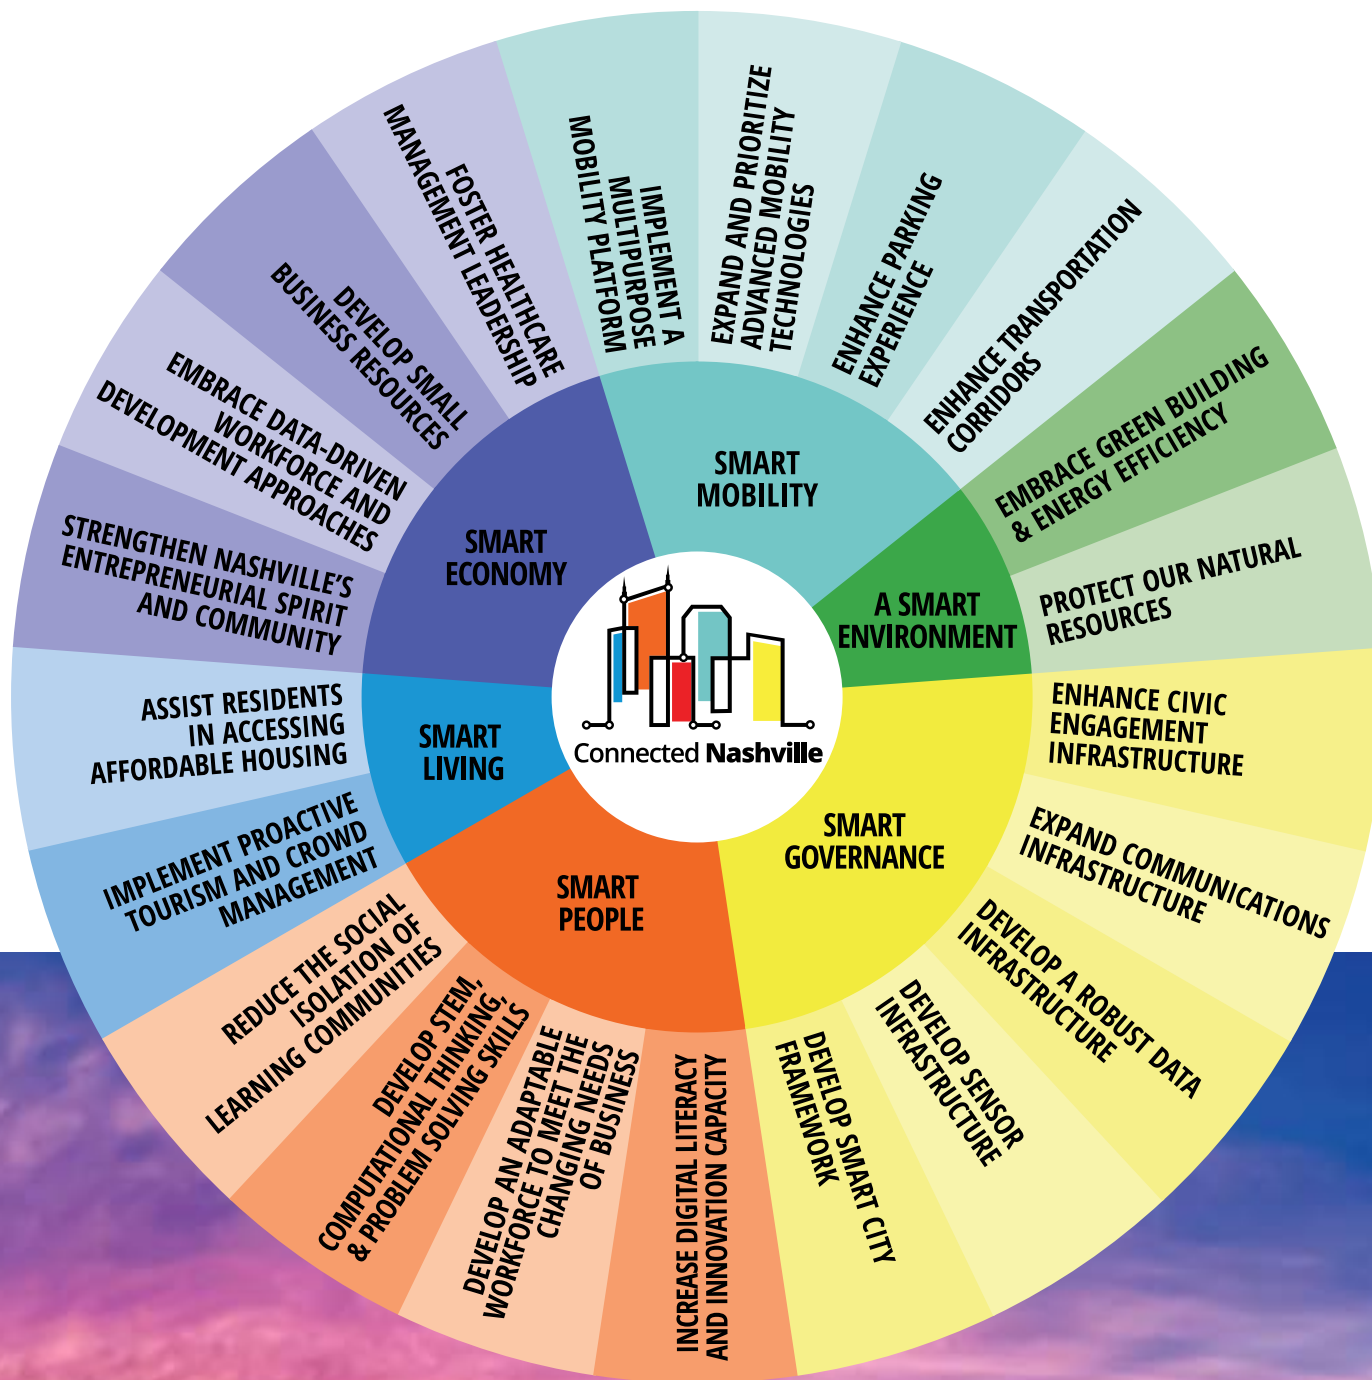 IMPLEMENT A
MULTIPURPOSE
MOBILITY PLATFORM
EXPAND AND PRIORITIZE
ADVANCED MOBILITY
TECHNOLOGIES
ENHANCE PARKING
EXPERIENCE
ENHANCE TRANSPORTATION
CORRIDORS
EMBRACE GREEN BUILDING
& ENERGY EFFICIENCY
PROTECT OUR NATURAL
RESOURCES
ENHANCE CIVIC
ENGAGEMENT
INFRASTRUCTURE
EXPAND COMMUNICATIONS
INFRASTRUCTURE
DEVELOP A ROBUST DATA
INFRASTRUCTURE
DEVELOP SENSOR
INFRASTRUCTURE
DEVELOP SMART CITY
FRAMEWORK
INCREASE DIGITAL LITERACY
AND INNOVATION CAPACITY
DEVELOP AN ADAPTABLE
WORKFORCE TO MEET THE
CHANGING NEEDS
OF BUSINESS
DEVELOP STEM,
COMPUTATIONAL THINKING,
& PROBLEM SOLVING SKILLS
REDUCE THE SOCIAL
ISOLATION OF
LEARNING COMMUNITIES
IMPLEMENT PROACTIVE
TOURISM AND CROWD
MANAGEMENT
ASSIST RESIDENTS
IN ACCESSING
AFFORDABLE HOUSING
STRENGTHEN NASHVILLE'S
ENTREPRENEURIAL SPIRIT
AND COMMUNITY
EMBRACE DATA-DRIVEN
WORKFORCE AND
DEVELOPMENT APPROACHES
DEVELOP SMALL
BUSINESS RESOURCES
FOSTER HEALTHCARE
MANAGEMENT LEADERSHIP
SMART
MOBILITY
A SMART
ENVIRONMENT
SMART
GOVERNANCE
SMART
PEOPLE
SMART
LIVING
SMART
ECONOMY
Connected Nashville